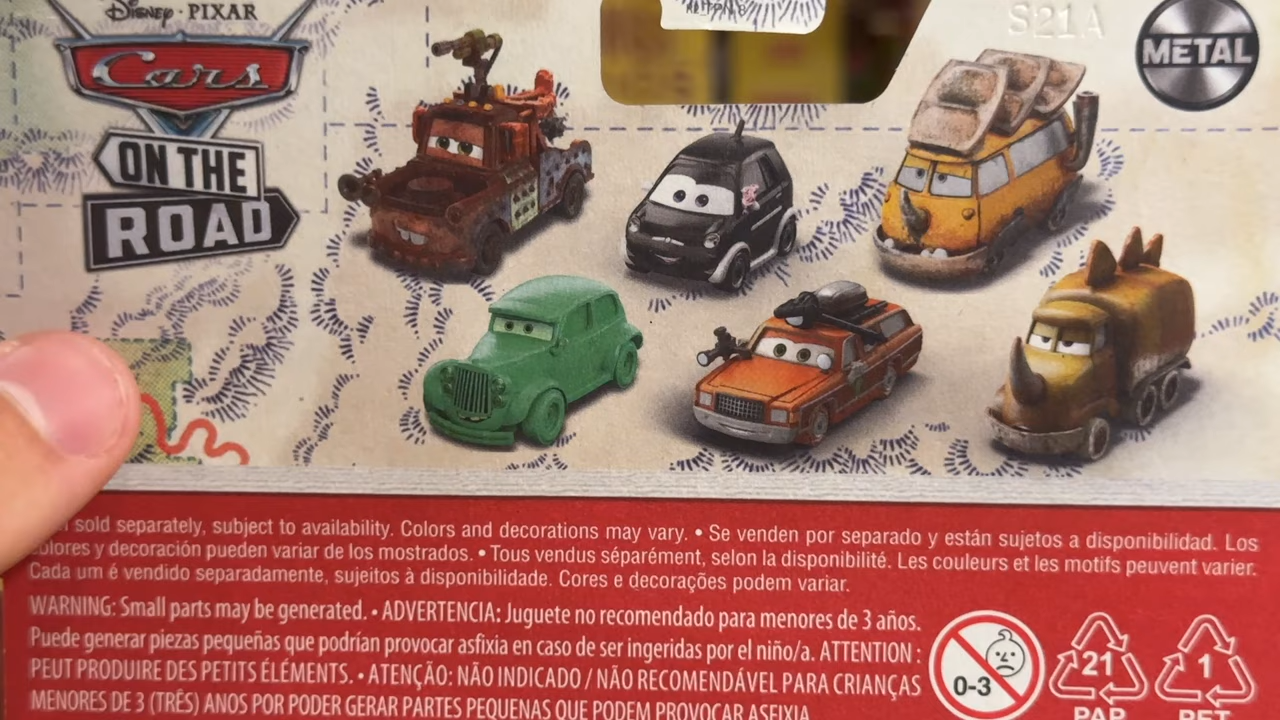 Disney · PIXAR
Cars
ON THE
ROAD
S21A
METAL
sold separately, subject to availability. Colors and decorations may vary. • Se venden por separado y están sujetos a disponibilidad. Los
colores y decoración pueden variar de los mostrados. • Tous vendus séparément, selon la disponibilité. Les couleurs et les motifs peuvent varier.
Cada um é vendido separadamente, sujeitos à disponibilidade. Cores e decorações podem variar.
WARNING: Small parts may be generated. • ADVERTENCIA: Juguete no recomendado para menores de 3 años.
Puede generar piezas pequeñas que podrían provocar asfixia en caso de ser ingeridas por el niño/a. ATTENTION :
PEUT PRODUIRE DES PETITS ÉLÉMENTS. • ATENÇÃO: NÃO INDICADO / NÃO RECOMENDÁVEL PARA CRIANÇAS
MENORES DE 3 (TRÊS) ANOS POR PODER GERAR PARTES PEQUENAS QUE PODEM PROVOCAR ASFIXIA.
0-3
21
PAP
1
PET